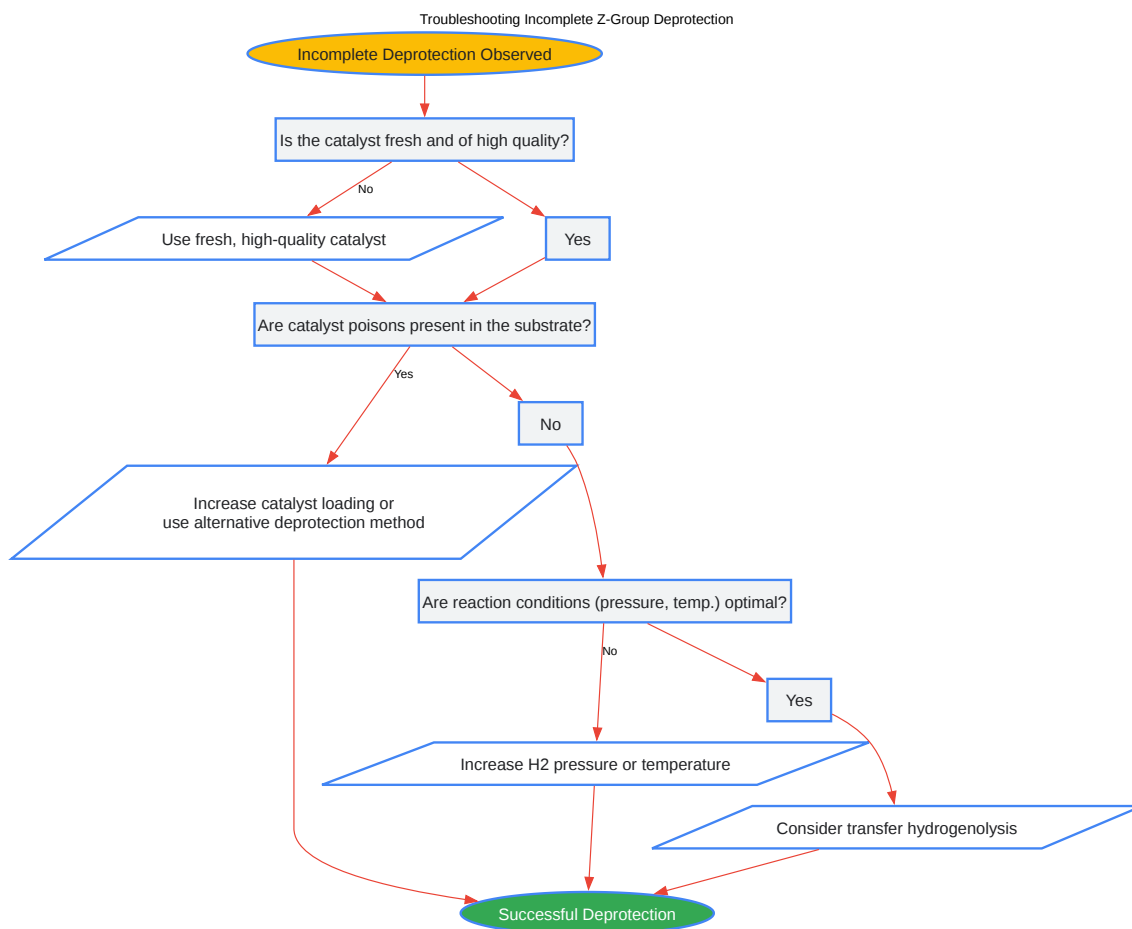 Troubleshooting Incomplete Z-Group Deprotection
Incomplete Deprotection Observed
Is the catalyst fresh and of high quality?
No
Use fresh, high-quality catalyst
Yes
Are catalyst poisons present in the substrate?
Yes
No
Increase catalyst loading or
use alternative deprotection method
Are reaction conditions (pressure, temp.) optimal?
No
Yes
Increase H2 pressure or temperature
Consider transfer hydrogenolysis
Successful Deprotection